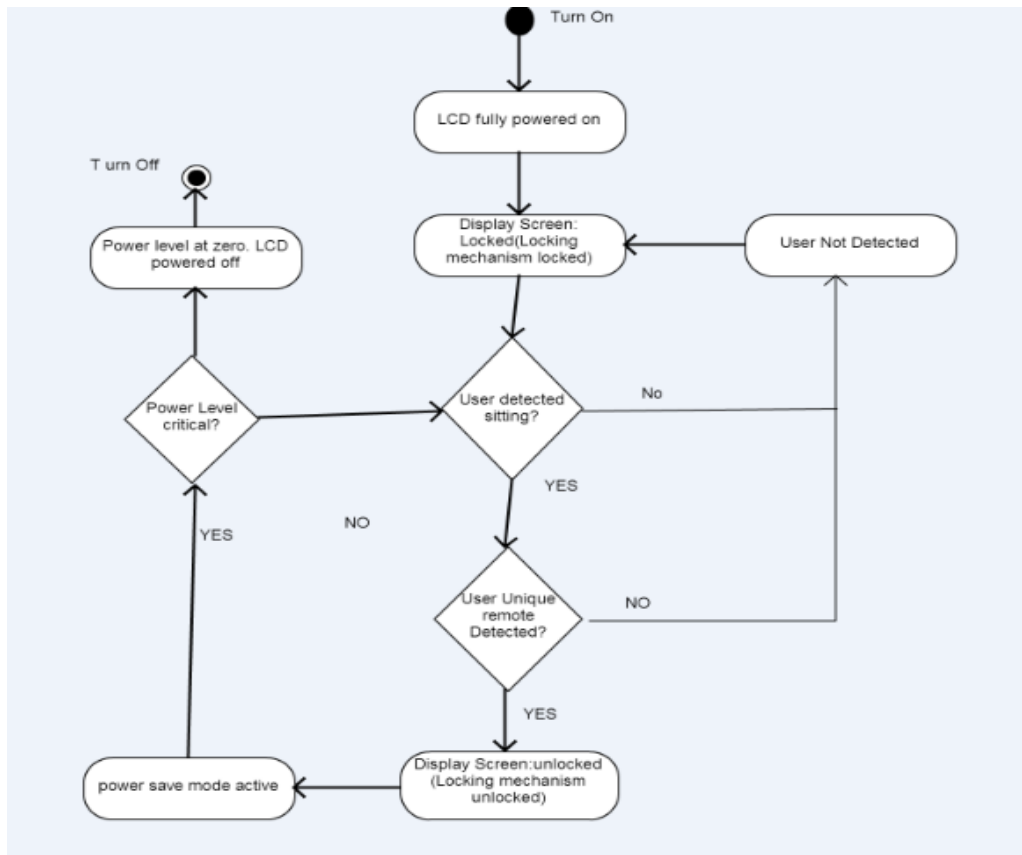 Turn On
LCD fully powered on
T urn Off
Display Screen:
Locked(Locking
mechanism locked)
User Not Detected
Power level at zero. LCD
powered off
Power Level
critical?
User detected
sitting?
No
YES
NO
YES
User Unique
remote
Detected?
NO
YES
Display Screen:unlocked
(Locking mechanism
unlocked)
power save mode active